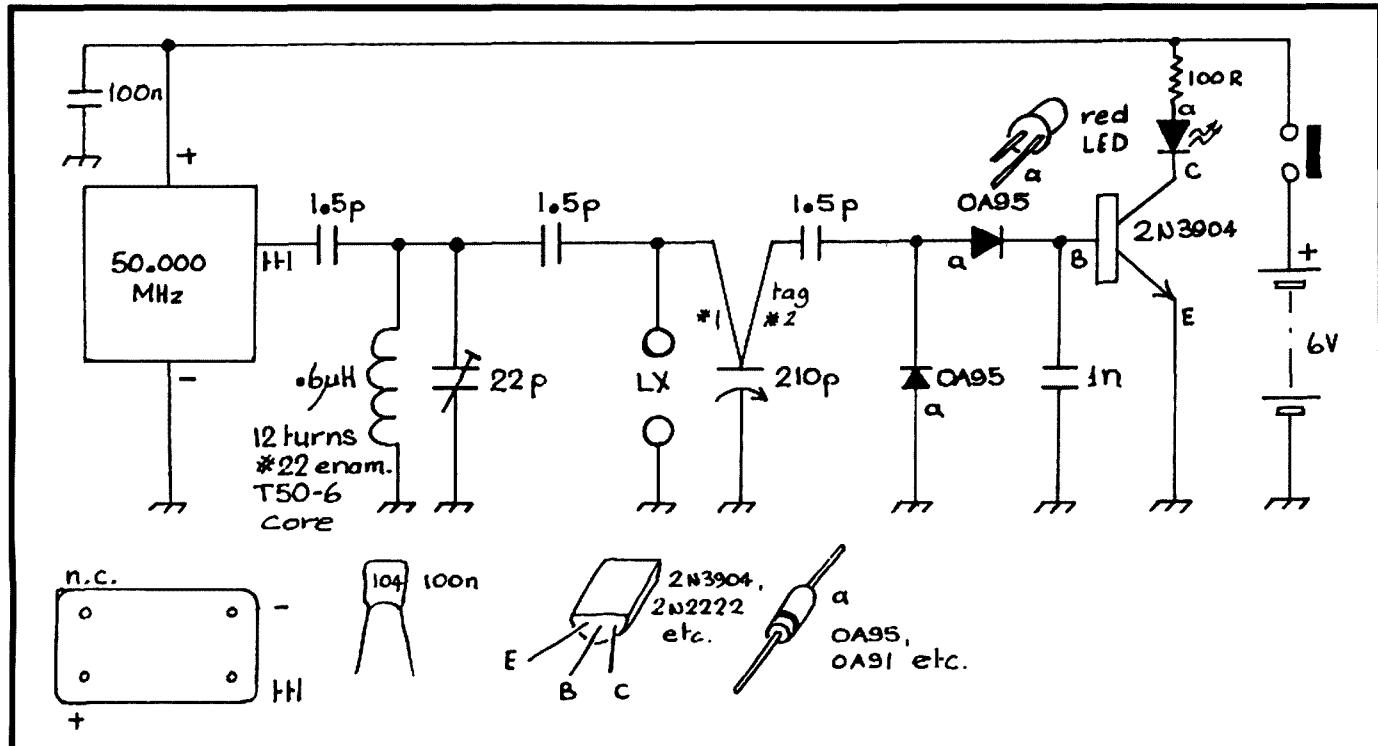 100n
+
50.000
MHz
-
1.5p
.6µH
12 turns
#22 enam.
T50-6
core
22p
1.5p
LX
*1
tag
*2
210p
1.5p
red
LED
a
OA95
a
OA95
a
1n
100R
a
C
2N3904
B
E
+
6V
n.c.
-
+
104
100n
2N3904,
2N2222
etc.
E
B
C
a
OA95,
OA91 etc.